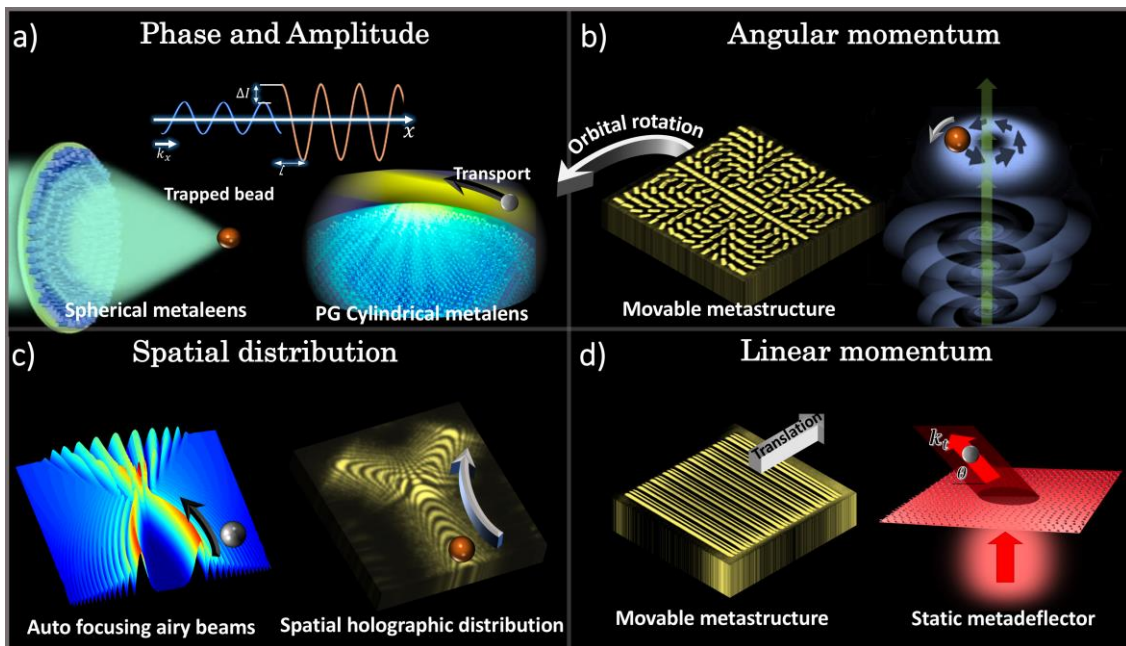 a)
Phase and Amplitude
ΔI
x
k_x
Trapped bead
Transport
Spherical metaleens
PG Cylindrical metalens
b)
Angular momentum
Orbital rotation
Movable metastructure
c)
Spatial distribution
Auto focusing airy beams
Spatial holographic distribution
d)
Linear momentum
Translation
k_t
θ
Movable metastructure
Static metadeflector